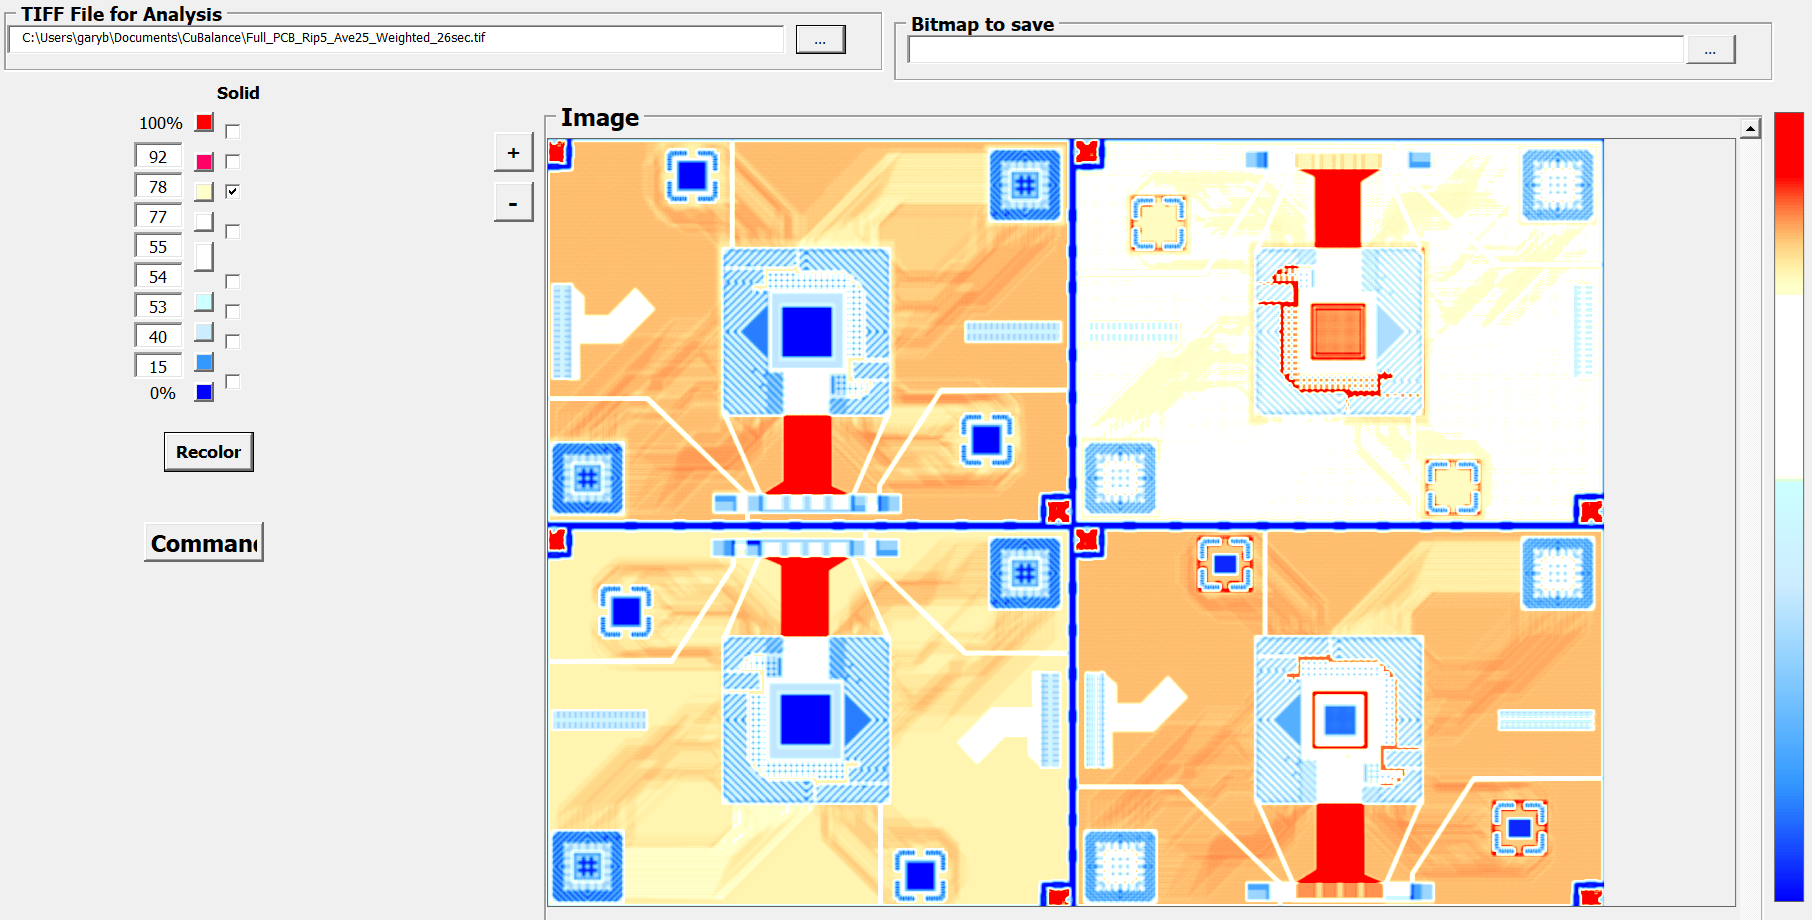 TIFF File for Analysis
C:\Users\garyb\Documents\CuBalance\Full_PCB_Rip5_Ave25_Weighted_26sec.tif
...
Bitmap to save
...
Solid
100%
92
78
77
55
54
53
40
15
0%
Recolor
Comman
+
-
Image